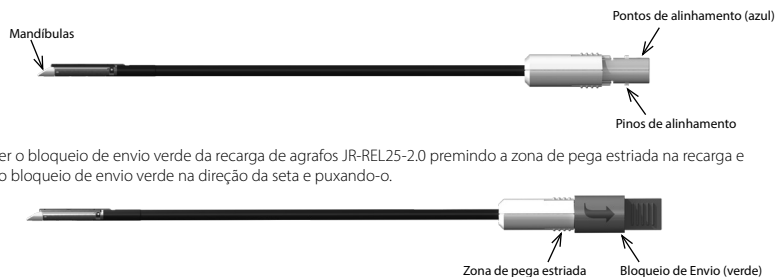 Pontos de alinhamento (azul)
Mandíbulas
Pinos de alinhamento
er o bloqueio de envio verde da recarga de agrafos JR-REL25-2.0 premindo a zona de pega estriada na recarga e
o bloqueio de envio verde na direção da seta e puxando-o.
Zona de pega estriada
Bloqueio de Envio (verde)